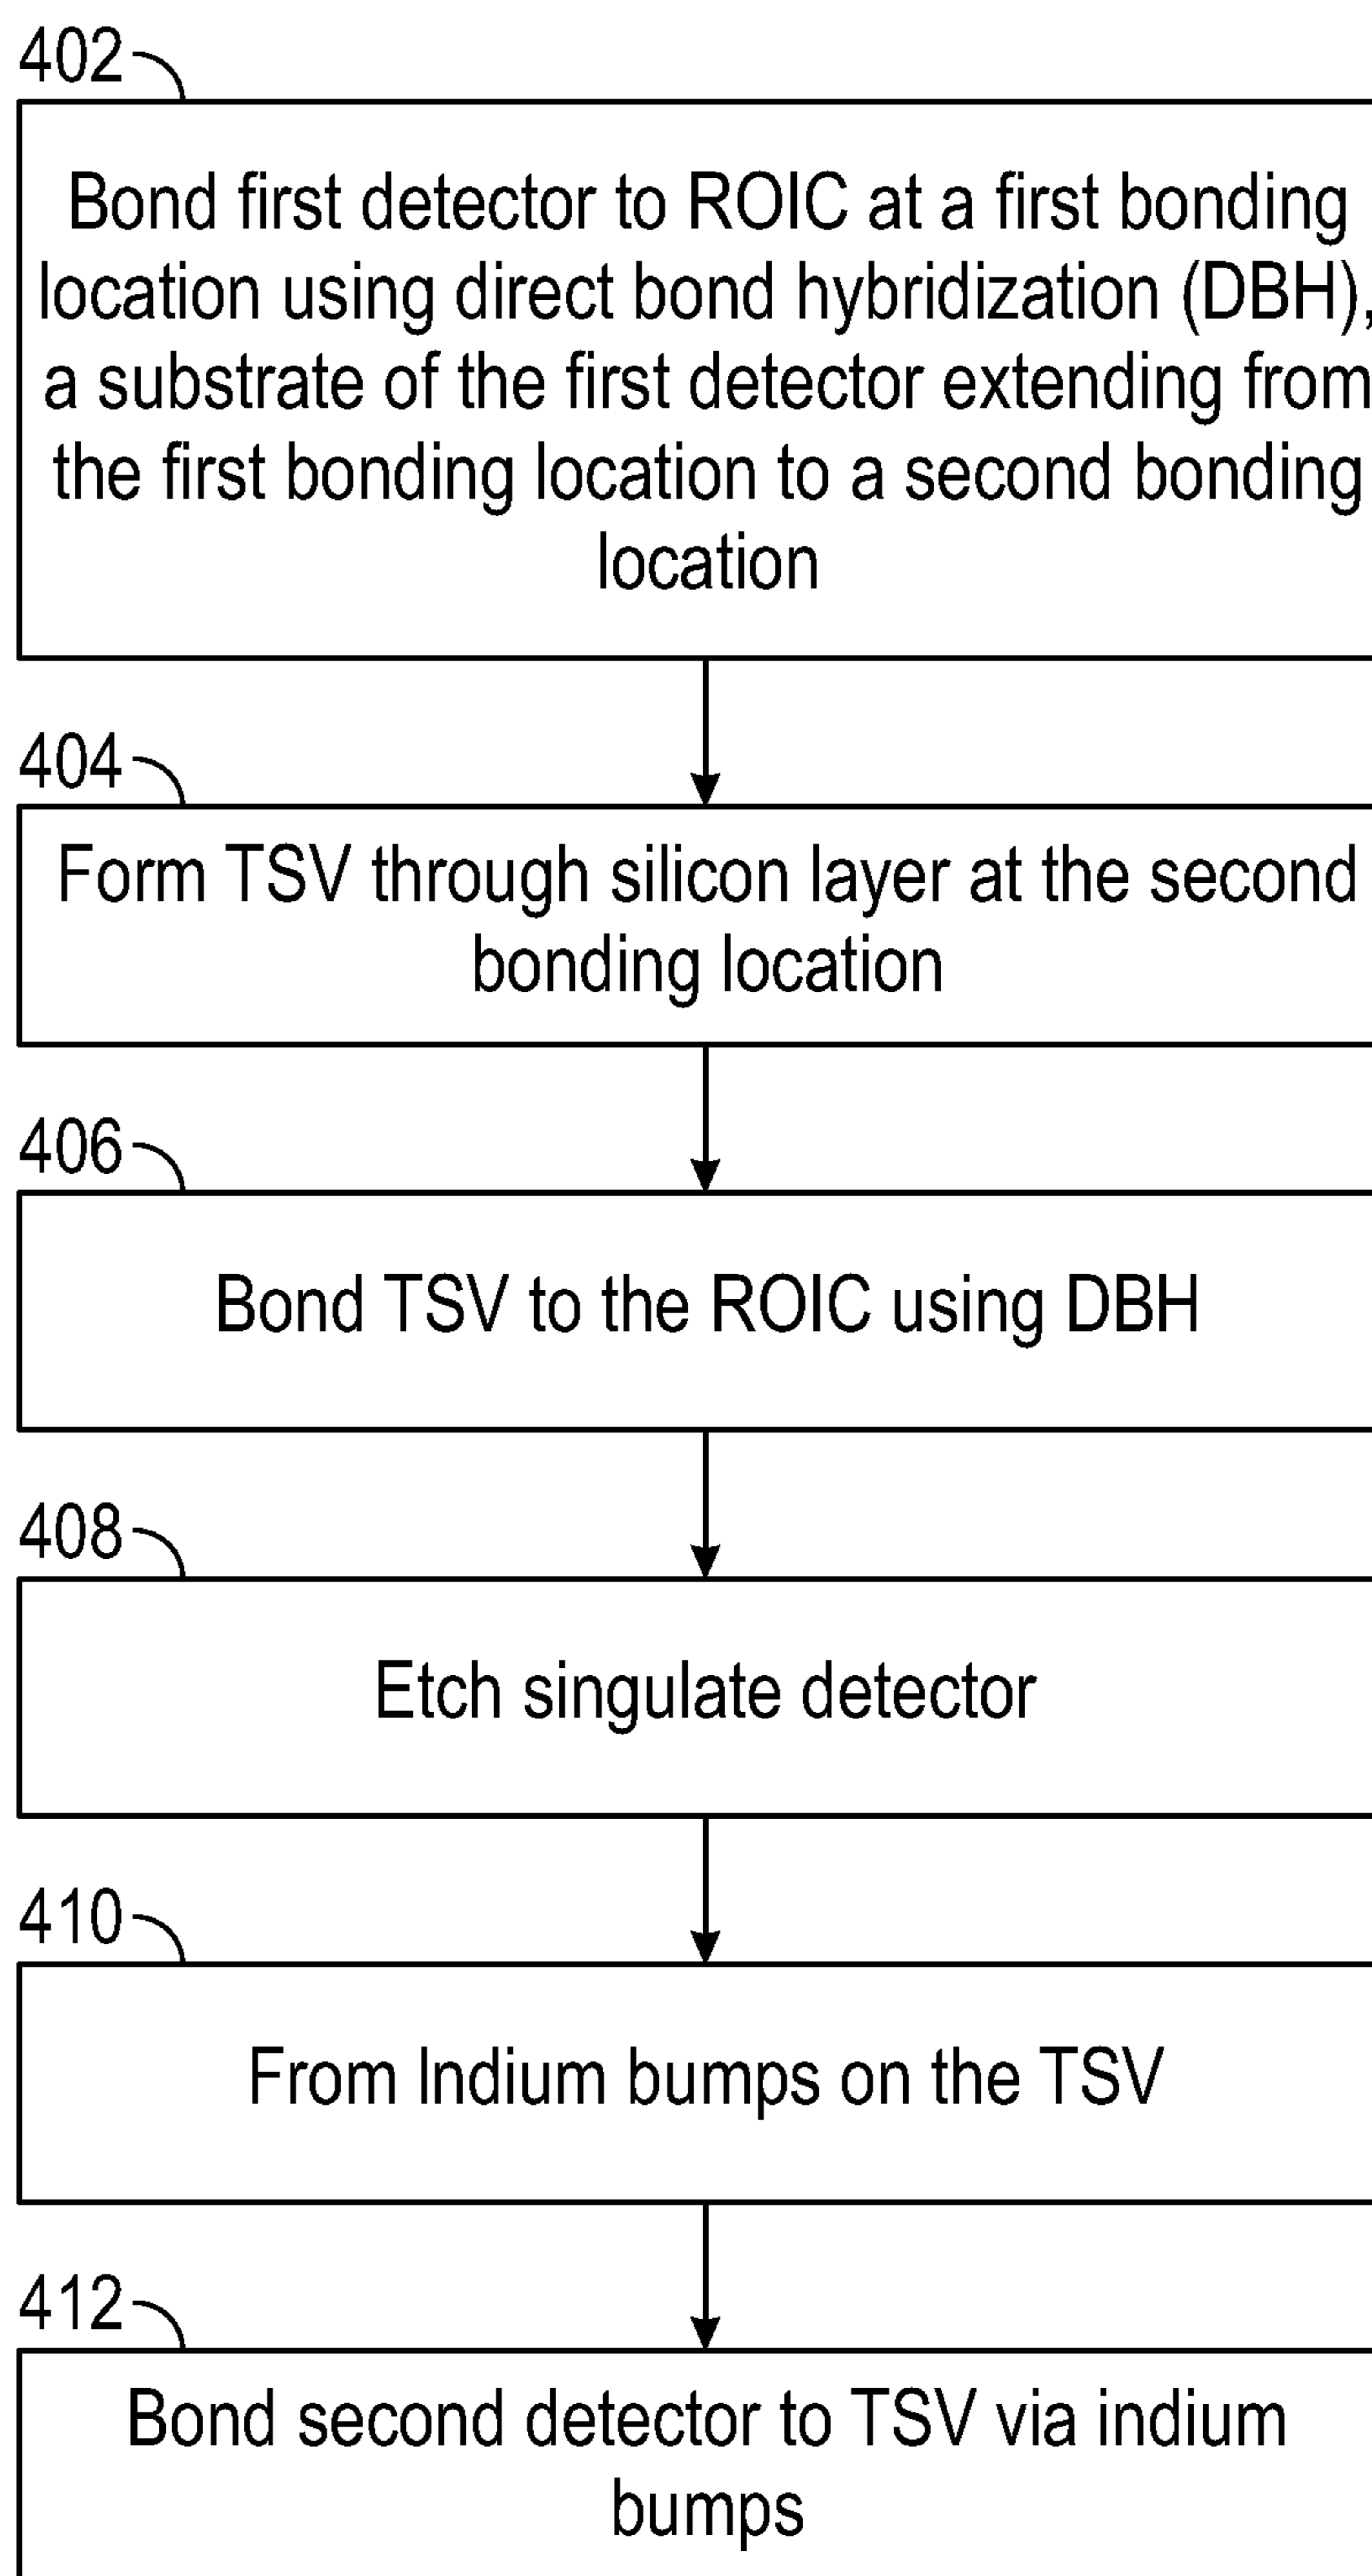 402
Bond first detector to ROIC at a first bonding
location using direct bond hybridization (DBH),
a substrate of the first detector extending from
the first bonding location to a second bonding
location
404
Form TSV through silicon layer at the second
bonding location
406
Bond TSV to the ROIC using DBH
408
Etch singulate detector
410
From Indium bumps on the TSV
412
Bond second detector to TSV via indium
bumps